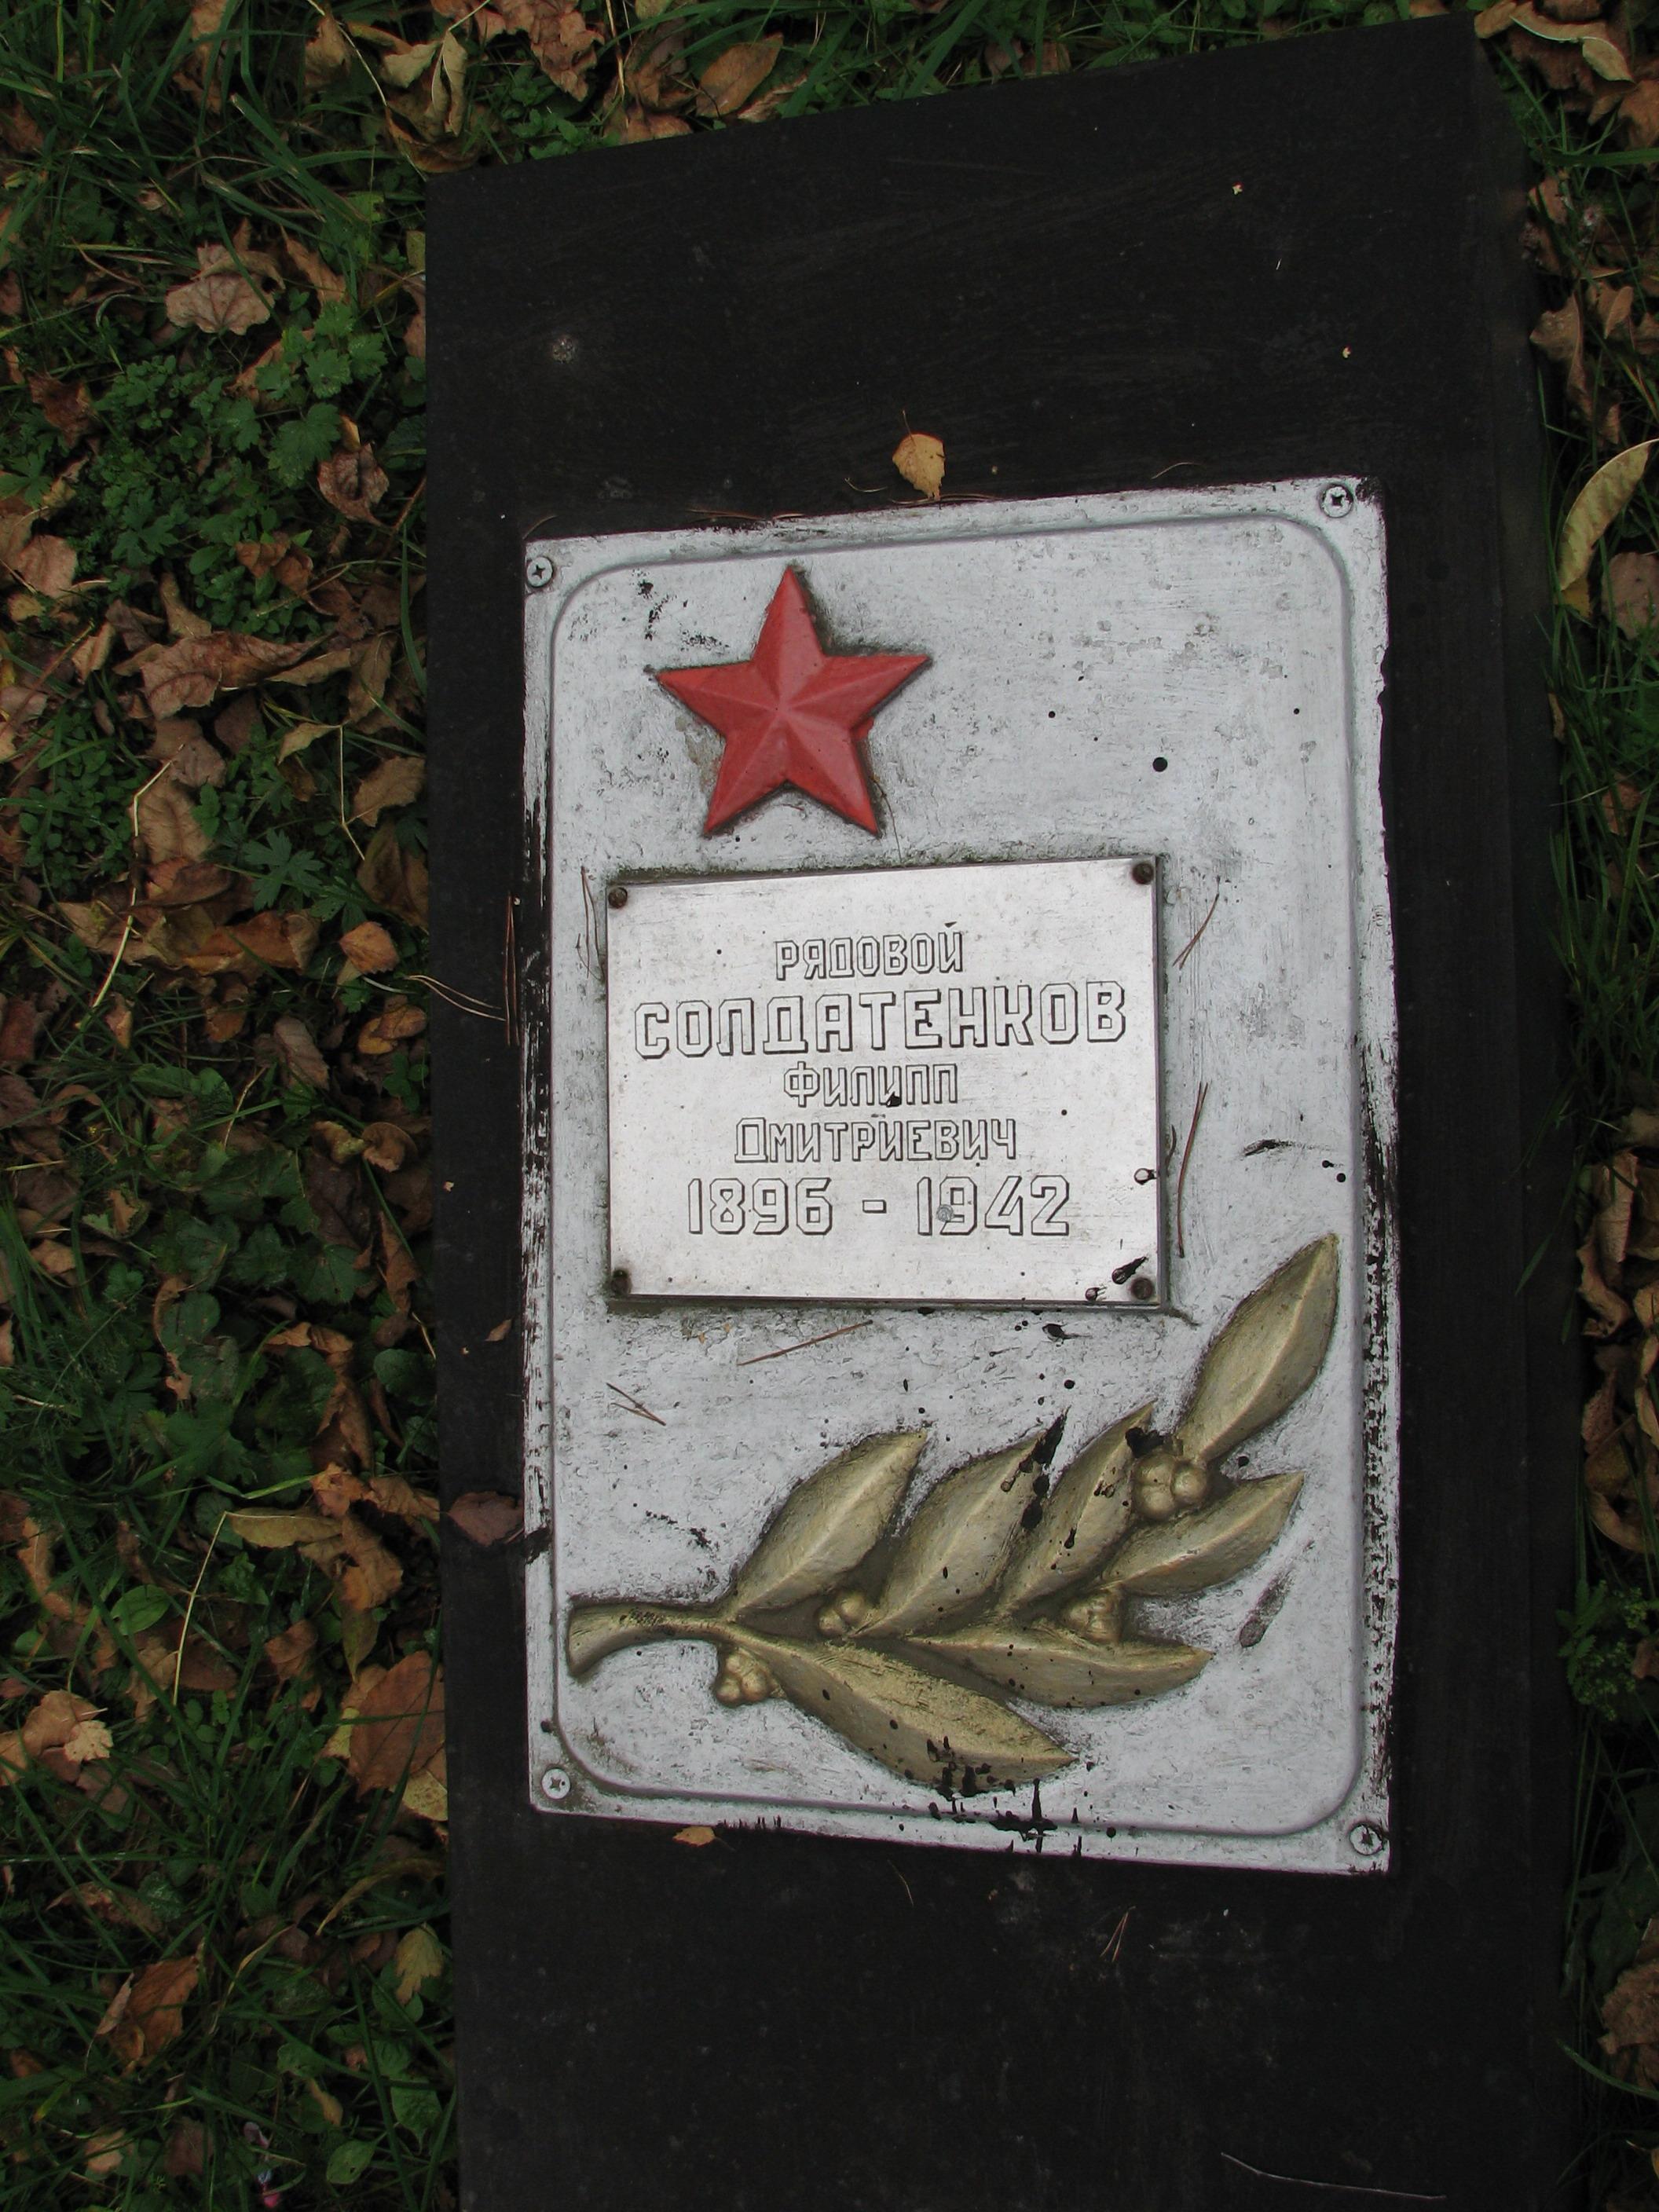 РЯДОВОЙ
СОЛДАТЕНКОВ
ФИЛИПП
ДМИТРИЕВИЧ
1896 - 1942